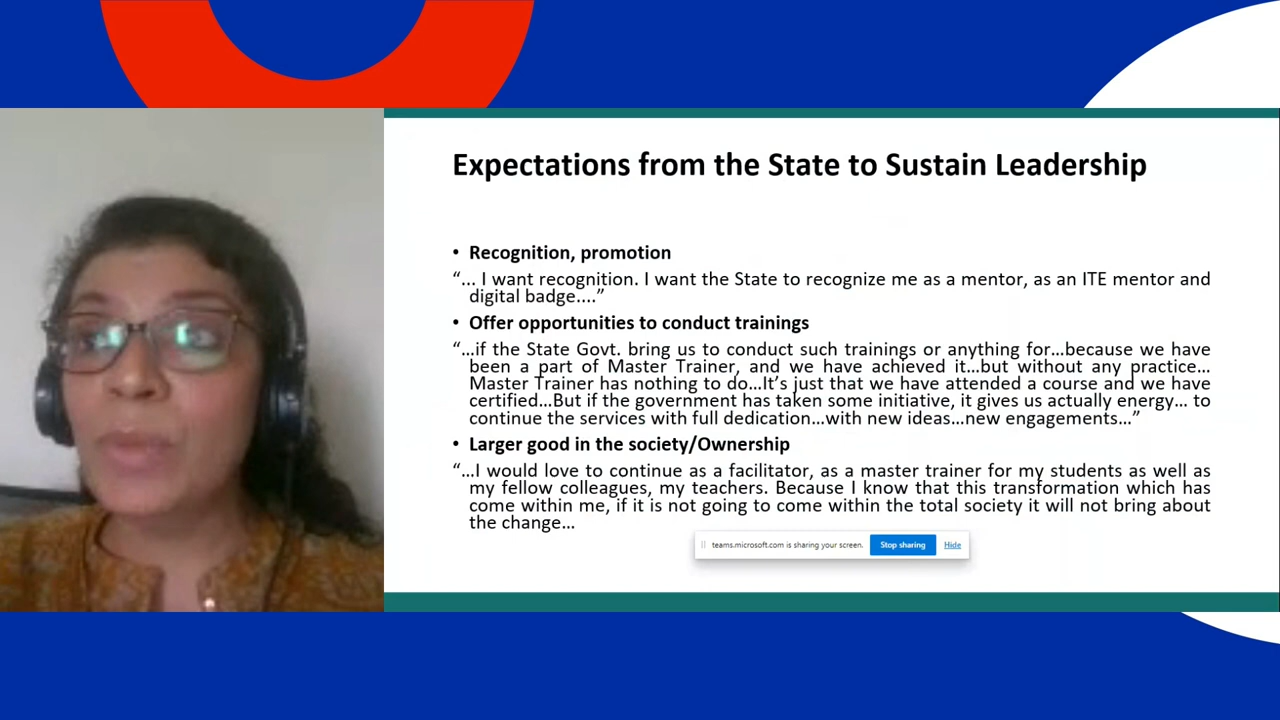 Expectations from the State to Sustain Leadership
• Recognition, promotion
“... I want recognition. I want the State to recognize me as a mentor, as an ITE mentor and
digital badge....”
• Offer opportunities to conduct trainings
“...if the State Govt. bring us to conduct such trainings or anything for...because we have
been a part of Master Trainer, and we have achieved it...but without any practice...
Master Trainer has nothing to do...It’s just that we have attended a course and we have
certified...But if the government has taken some initiative, it gives us actually energy... to
continue the services with full dedication...with new ideas...new engagements...”
• Larger good in the society/Ownership
“...I would love to continue as a facilitator, as a master trainer for my students as well as
my fellow colleagues, my teachers. Because I know that this transformation which has
come within me, if it is not going to come within the total society it will not bring about
the change...
teams.microsoft.com is sharing your screen. Stop sharing Hide